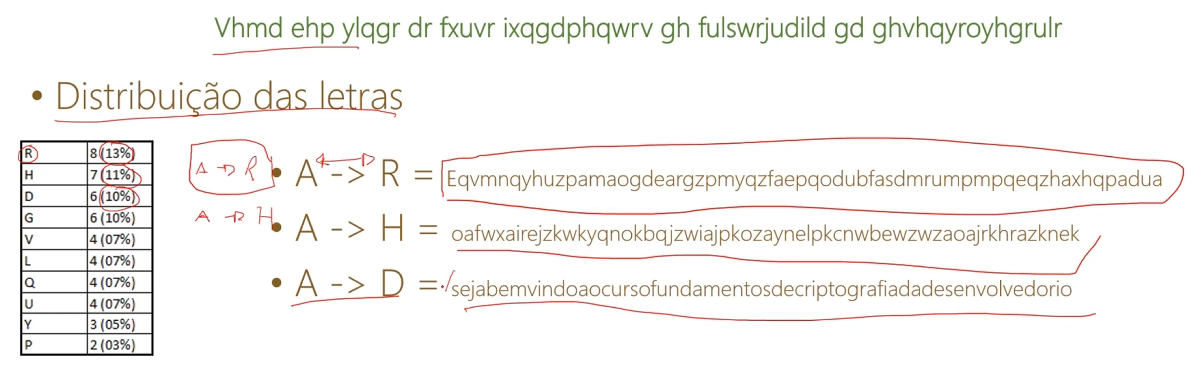 Vhmd ehp ylqgr dr fxuvr ixqgdphqwrv gh fulswrjudild gd ghvhqyroyhgrulr
• Distribuição das letras
R 8 (13%)
H 7 (11%)
D 6 (10%)
G 6 (10%)
V 4 (07%)
L 4 (07%)
Q 4 (07%)
U 4 (07%)
Y 3 (05%)
P 2 (03%)
A → R
A → H
• A -> R = Eqvmnqyhuzpamaogdeargzpmyqzfaepqodubfasdmrumpmpqeqzhaxhqpadua
• A -> H = oafwxairejzkwkyqnokbqjzwiajpkozaynelpkcnwbewzwzaoajrkhrazknek
• A -> D = sejabemvindoaocursofundamentosdecriptografiadadesenvolvedorio